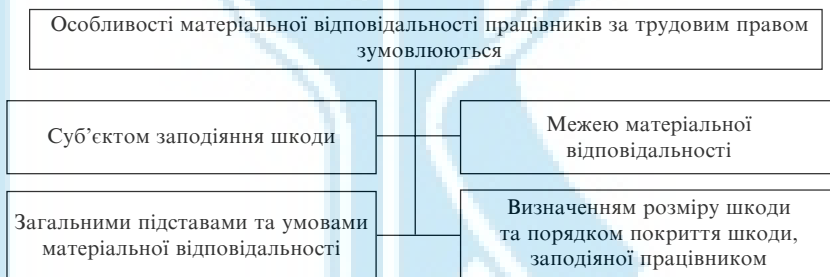 Особливості матеріальної відповідальності працівників за трудовим правом
зумовлюються
Суб’єктом заподіяння шкоди
Межею матеріальної
відповідальності
Загальними підставами та умовами
матеріальної відповідальності
Визначенням розміру шкоди
та порядком покриття шкоди,
заподіяної працівником